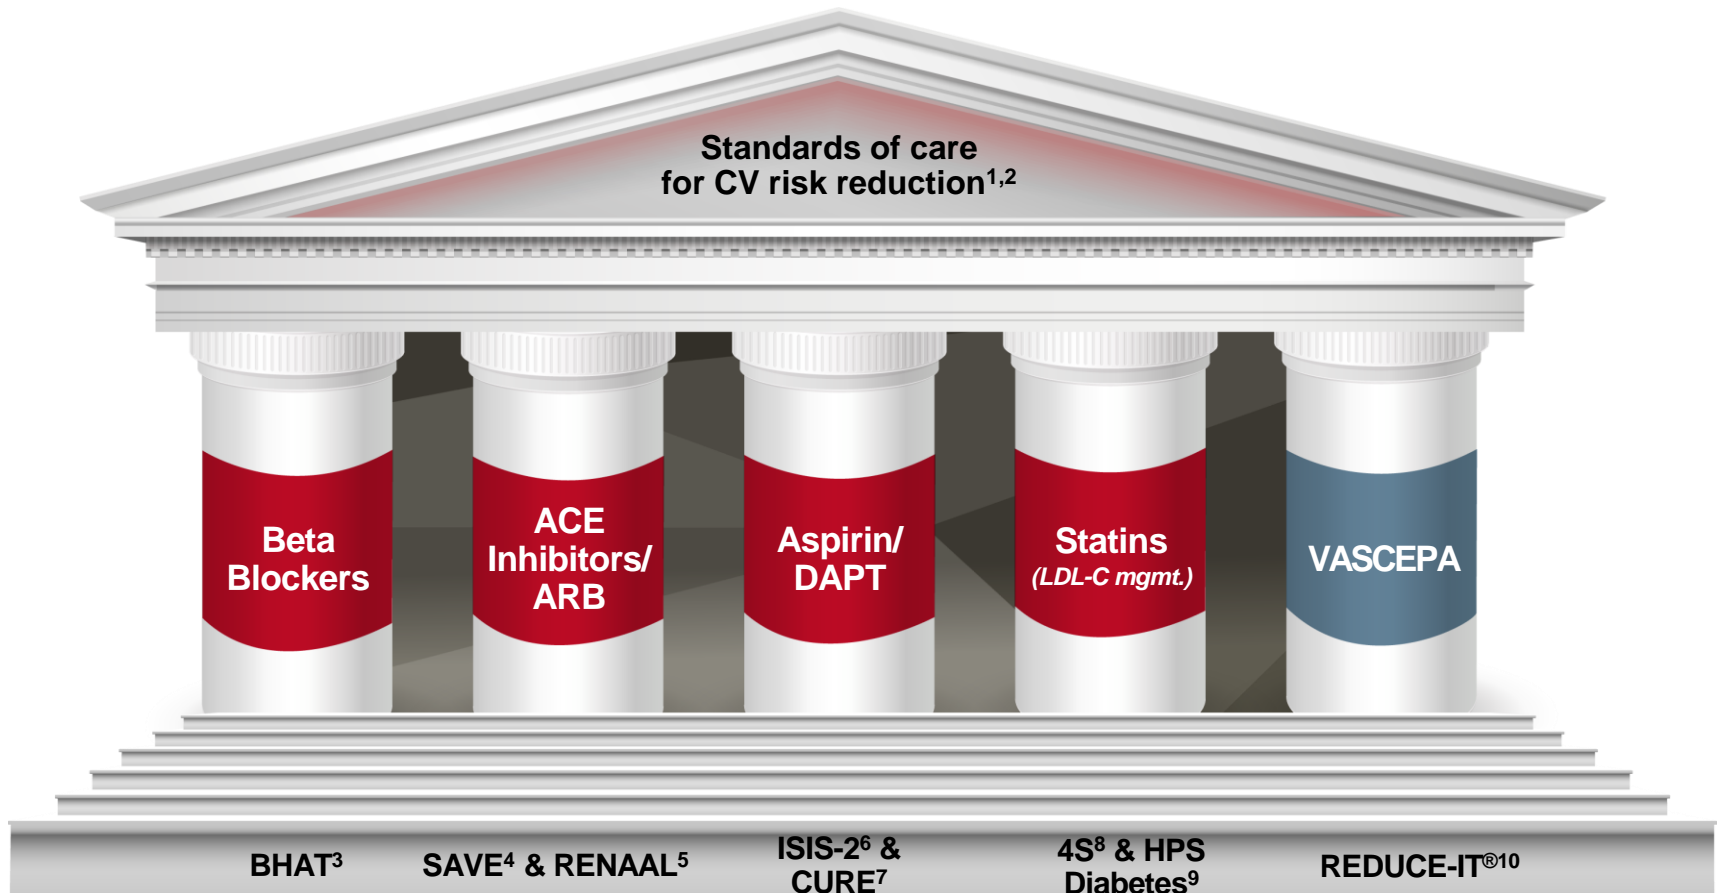 Standards of care
for CV risk reduction1,2
Beta
Blockers
ACE
Inhibitors/
ARB
Aspirin/
DAPT
Statins
(LDL-C mgmt.)
VASCEPA
BHAT3
SAVE4 & RENAAL5
ISIS-26 &
CURE7
4S8 & HPS
Diabetes9
REDUCE-IT®10